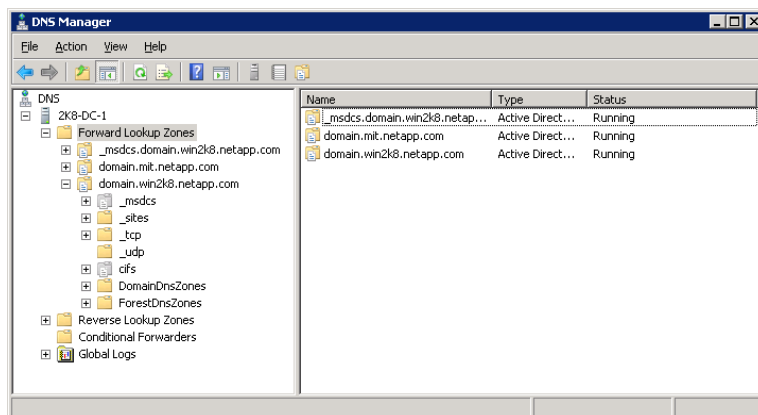 DNS Manager
File Action View Help
DNS
2K8-DC-1
Forward Lookup Zones
_msdcs.domain.win2k8.netapp.com
domain.mit.netapp.com
domain.win2k8.netapp.com
_msdcs
_sites
_tcp
_udp
cifs
DomainDnsZones
ForestDnsZones
Reverse Lookup Zones
Conditional Forwarders
Global Logs
Name Type Status
_msdcs.domain.win2k8.netap... Active Direct... Running
domain.mit.netapp.com Active Direct... Running
domain.win2k8.netapp.com Active Direct... Running